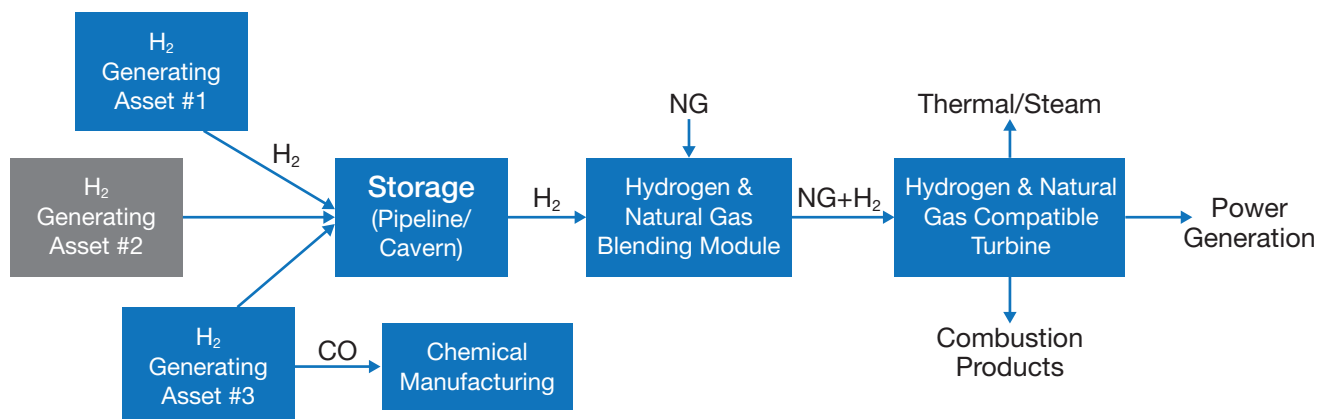 H₂
Generating
Asset #1
H₂
H₂
Generating
Asset #2
Storage
(Pipeline/
Cavern)
H₂
NG
Hydrogen &
Natural Gas
Blending Module
NG+H₂
Thermal/Steam
Hydrogen & Natural
Gas Compatible
Turbine
Power
Generation
Combustion
Products
H₂
Generating
Asset #3
CO
Chemical
Manufacturing